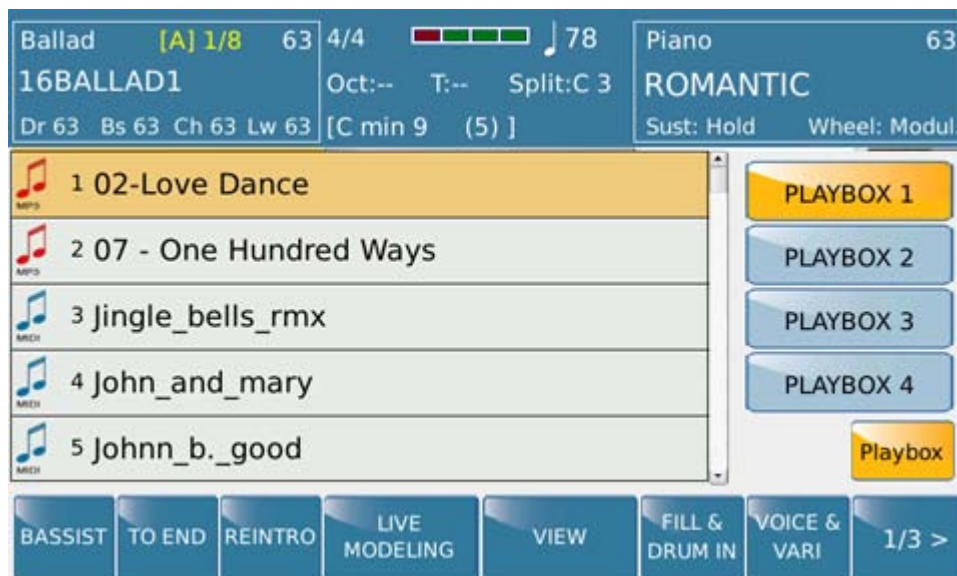 Ballad [A] 1/8 63
16BALLAD1
Dr 63 Bs 63 Ch 63 Lw 63
4/4 78
Oct:-- T:-- Split:C 3
[C min 9 (5) ]
Piano 63
ROMANTIC
Sust: Hold Wheel: Modul.
MP3 1 02-Love Dance
MP3 2 07 - One Hundred Ways
MIDI 3 Jingle_bells_rmx
MIDI 4 John_and_mary
MIDI 5 Johnn_b._good
PLAYBOX 1
PLAYBOX 2
PLAYBOX 3
PLAYBOX 4
Playbox
BASSIST
TO END
REINTRO
LIVE
MODELING
VIEW
FILL &
DRUM IN
VOICE &
VARI
1/3 >